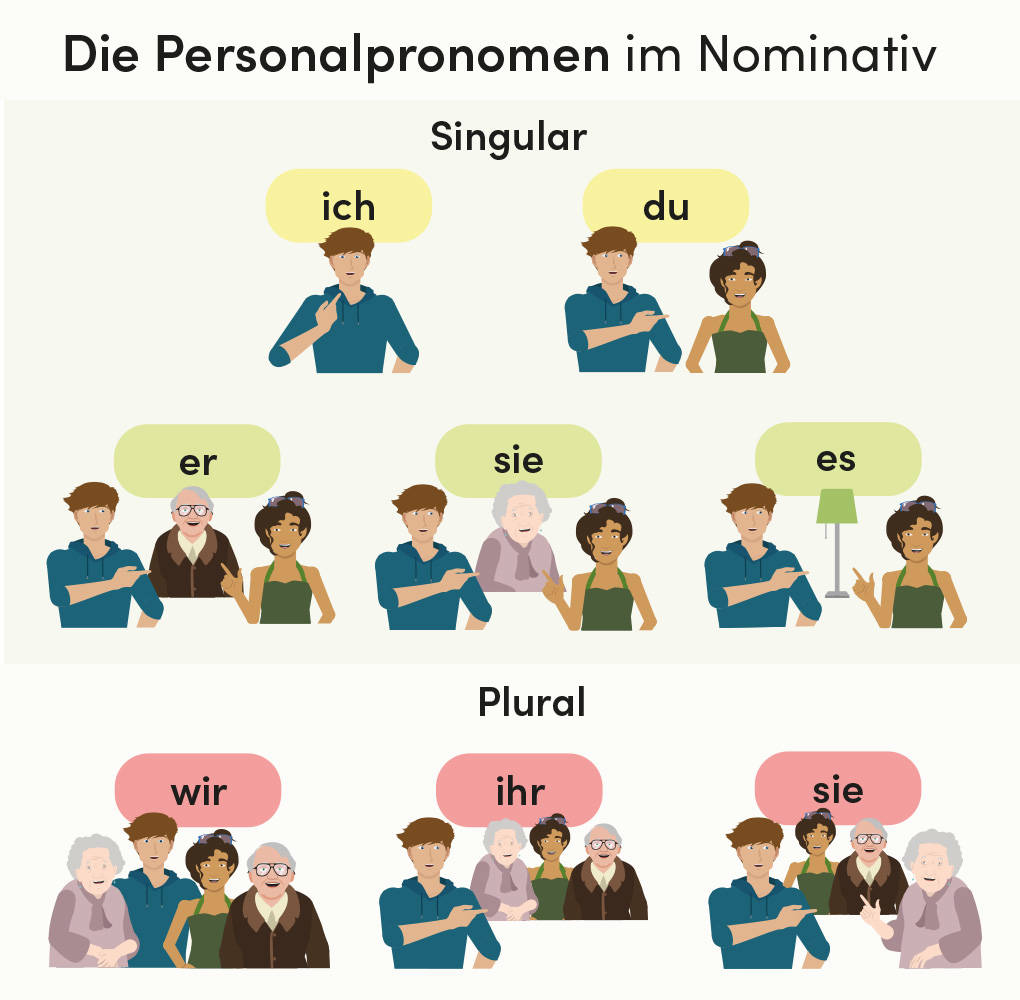 Die Personalpronomen im Nominativ
Singular
ich
du
er
sie
es
Plural
wir
ihr
sie